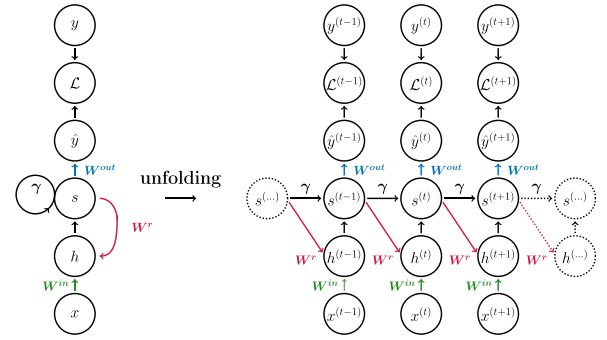 y y^{(t-1)} y^{(t)} y^{(t+1)}
ℒ ℒ^{(t-1)} ℒ^{(t)} ℒ^{(t+1)}
ŷ ŷ^{(t-1)} ŷ^{(t)} ŷ^{(t+1)}
W^{out} W^{out} W^{out} W^{out}
γ unfolding γ γ γ γ
s s^{(...)} s^{(t-1)} s^{(t)} s^{(t+1)} s^{(...)}
W^r
h W^r h^{(t-1)} W^r h^{(t)} W^r h^{(t+1)} W^r h^{(...)}
W^{in} W^{in} W^{in} W^{in}
x x^{(t-1)} x^{(t)} x^{(t+1)}